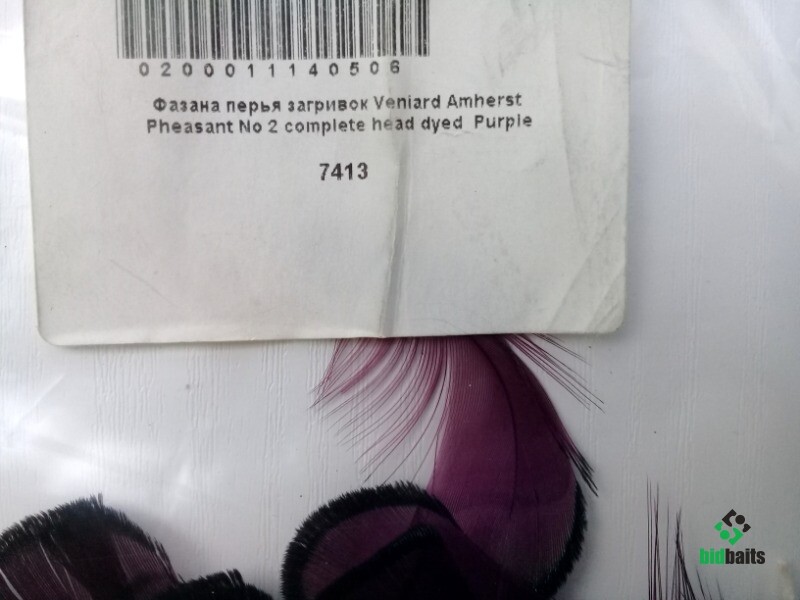 0200011140506
Фазана перья загривок Veniard Amherst
Pheasant No 2 complete head dyed Purple
7413
bidbaits